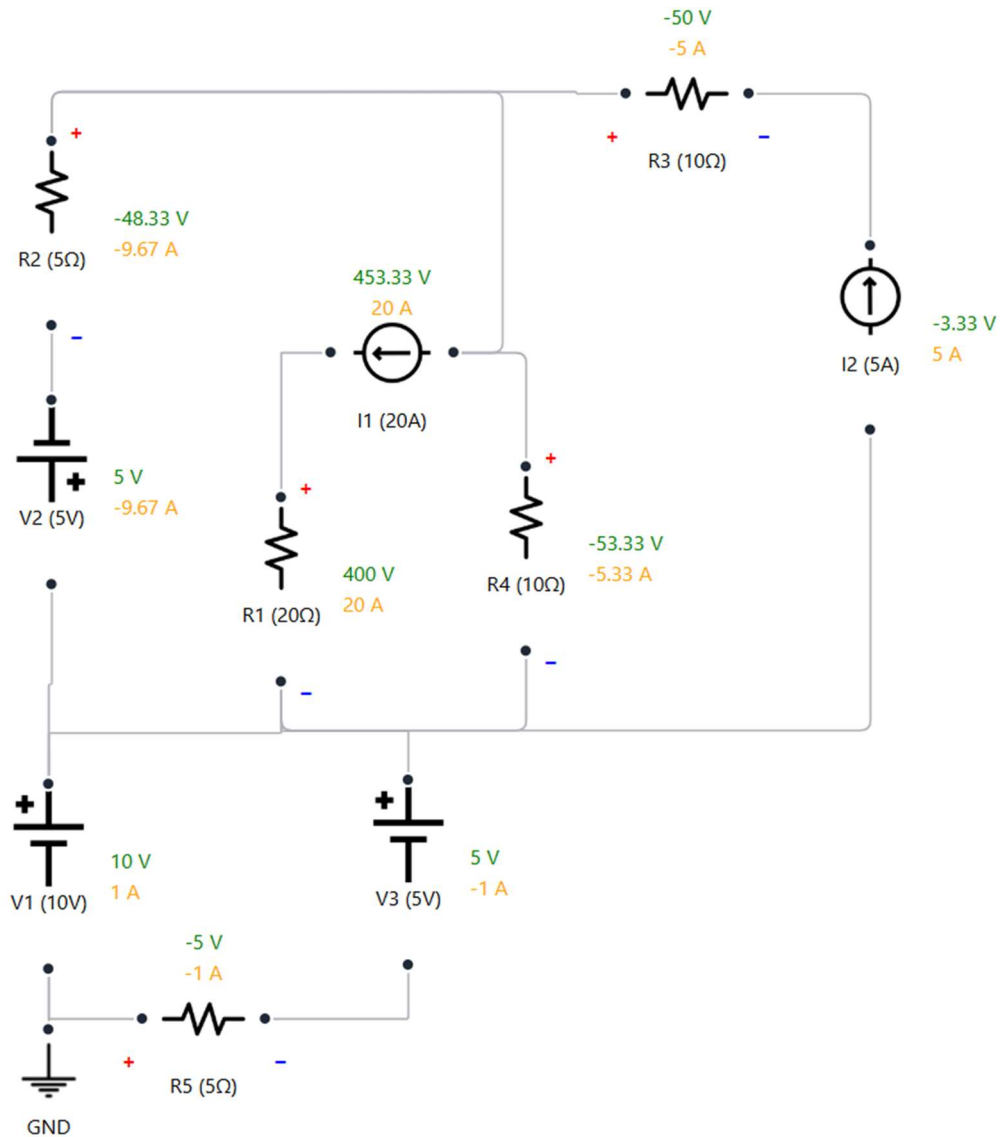 -50 V
-5 A
+
−
R3 (10Ω)
+
-48.33 V
-9.67 A
R2 (5Ω)
−
453.33 V
20 A
I1 (20A)
-3.33 V
5 A
I2 (5A)
5 V
-9.67 A
+
V2 (5V)
+
400 V
20 A
R1 (20Ω)
−
+
-53.33 V
-5.33 A
R4 (10Ω)
−
+
10 V
1 A
V1 (10V)
+
5 V
-1 A
V3 (5V)
-5 V
-1 A
+
−
R5 (5Ω)
GND